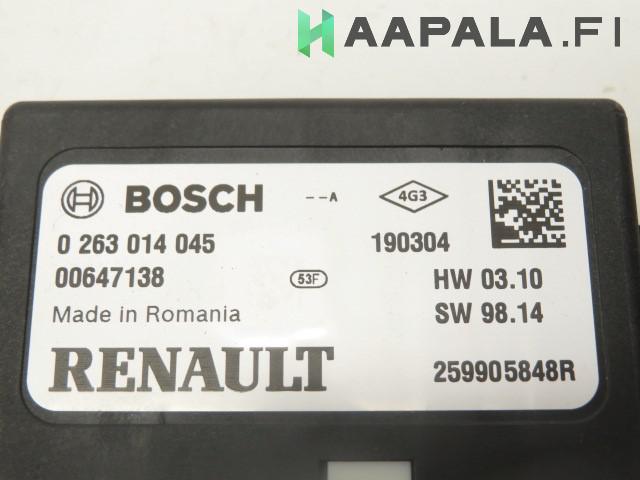 HAAPALA.FI
BOSCH --A 4G3
0 263 014 045 190304
00647138 53F HW 03.10
Made in Romania SW 98.14
RENAULT 259905848R